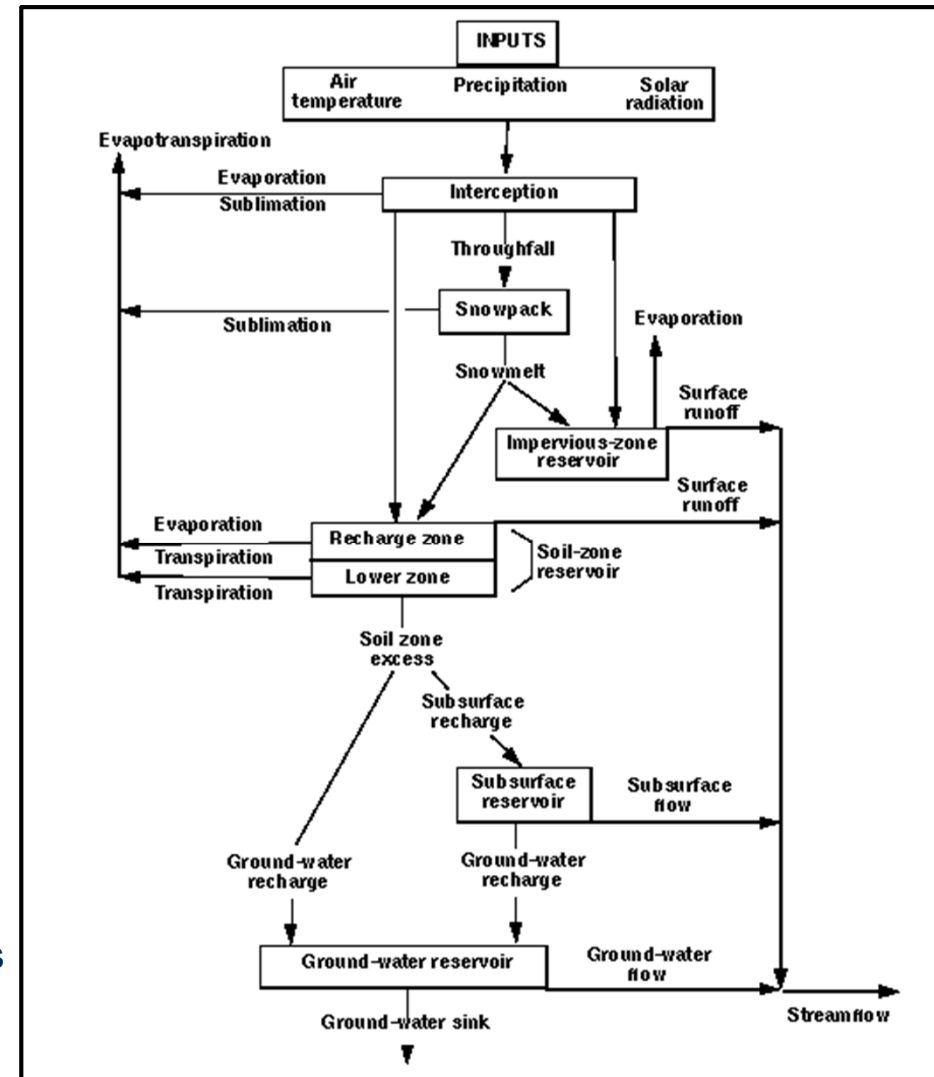 INPUTS
Air
temperature
Precipitation
Solar
radiation
Evapotranspiration
Evaporation
Sublimation
Interception
Throughfall
Snowpack
Sublimation
Evaporation
Snowmelt
Surface
runoff
Impervious-zone
reservoir
Surface
runoff
Evaporation
Transpiration
Recharge zone
Soil-zone
reservoir
Lower zone
Transpiration
Soil zone
excess
Subsurface
recharge
Subsurface
reservoir
Subsurface
flow
Ground-water
recharge
Ground-water
recharge
s
Ground-water reservoir
Ground-water
flow
Ground-water sink
Streamflow